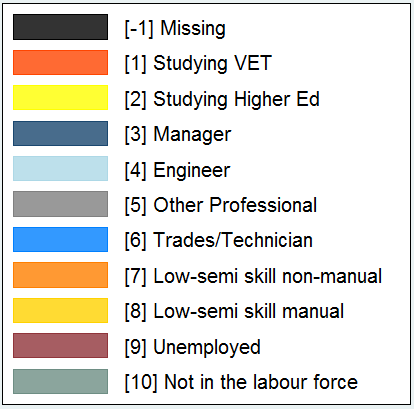 [-1] Missing
[1] Studying VET
[2] Studying Higher Ed
[3] Manager
[4] Engineer
[5] Other Professional
[6] Trades/Technician
[7] Low-semi skill non-manual
[8] Low-semi skill manual
[9] Unemployed
[10] Not in the labour force